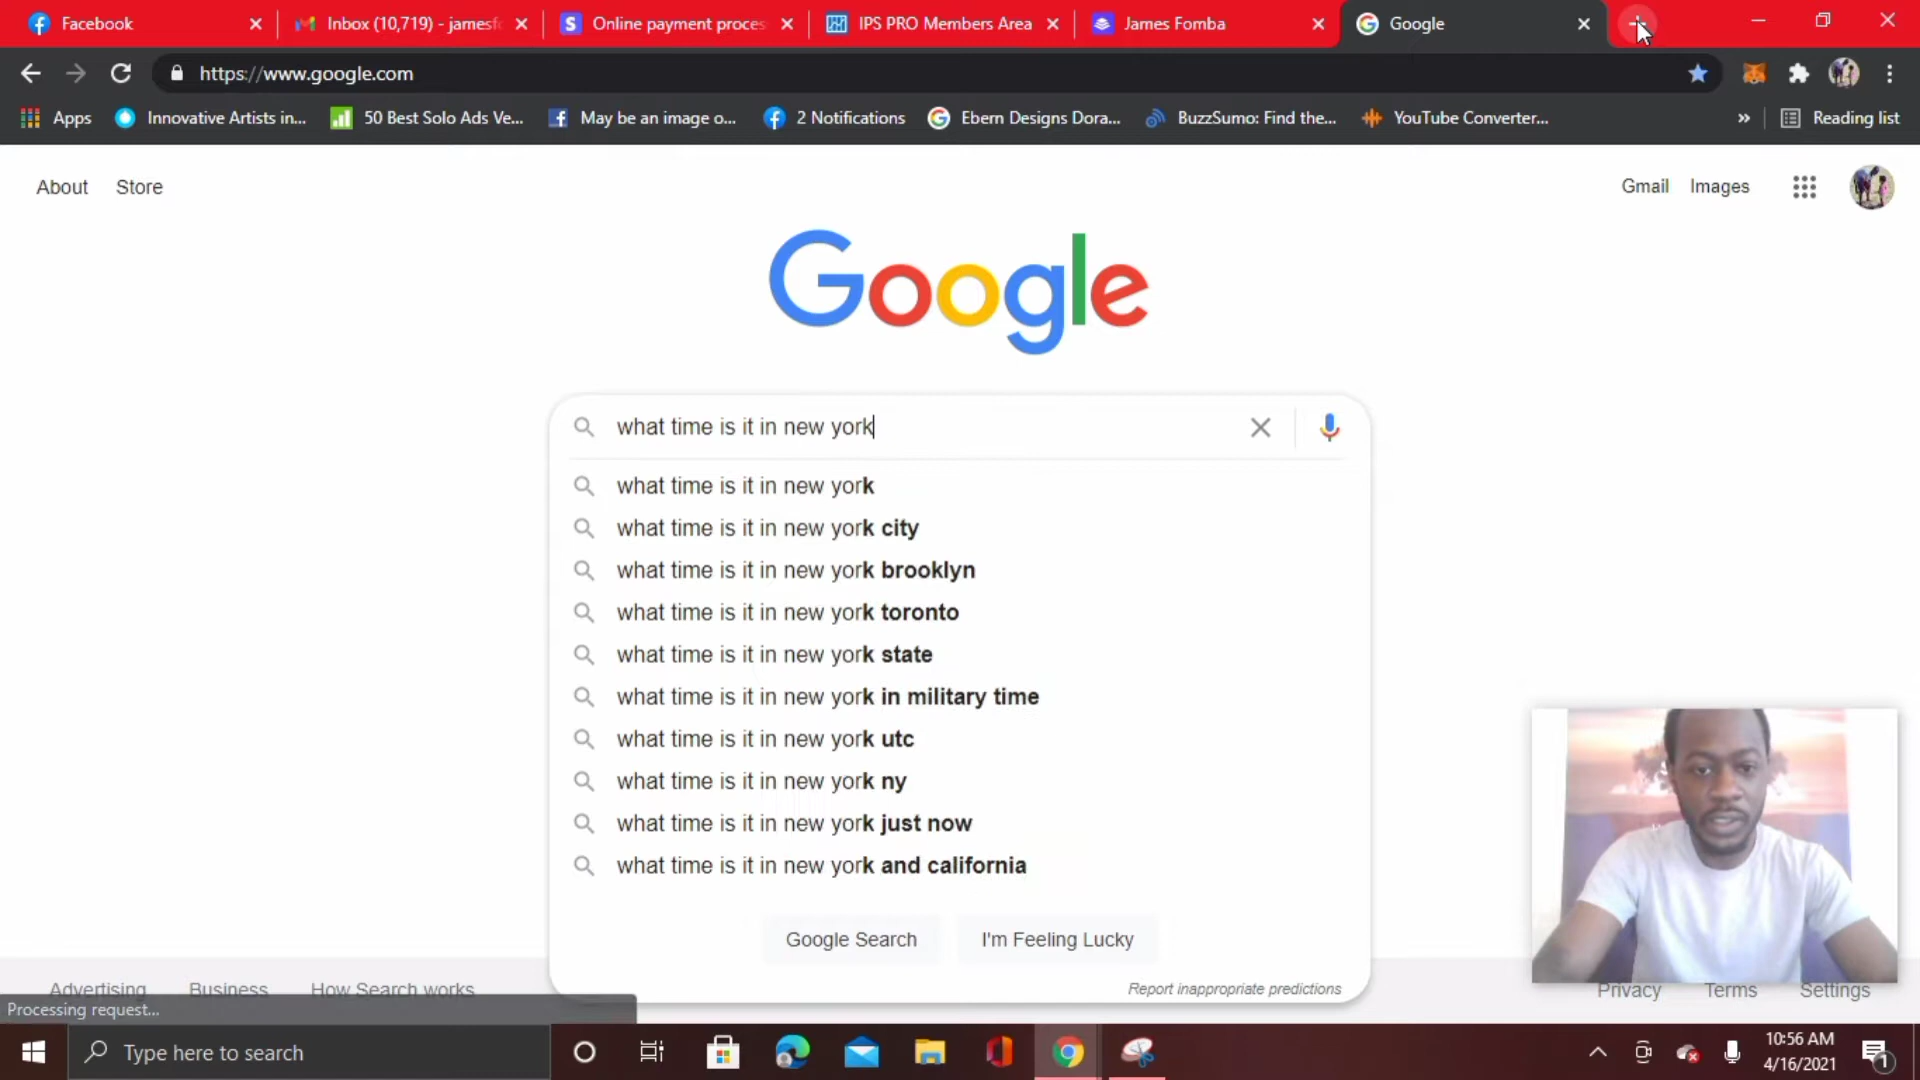 Facebook
Inbox (10,719) - jamesfo
Online payment proces
IPS PRO Members Area
James Fomba
Google
https://www.google.com
Apps
Innovative Artists in...
50 Best Solo Ads Ve...
May be an image o...
2 Notifications
Ebern Designs Dora...
BuzzSumo: Find the...
YouTube Converter...
»
Reading list
About
Store
Gmail
Images
Google
what time is it in new york
what time is it in new york
what time is it in new york city
what time is it in new york brooklyn
what time is it in new york toronto
what time is it in new york state
what time is it in new york in military time
what time is it in new york utc
what time is it in new york ny
what time is it in new york just now
what time is it in new york and california
Google Search
I'm Feeling Lucky
Report inappropriate predictions
Advertising
Business
How Search works
Privacy
Terms
Settings
Processing request...
Type here to search
10:56 AM
4/16/2021
1